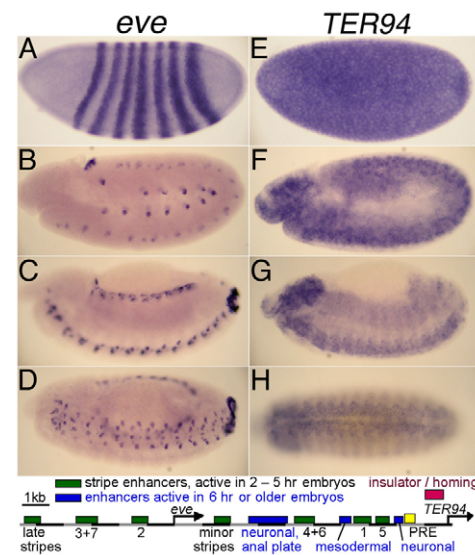 eve TER94
A E
B F
C G
D H
stripe enhancers, active in 2 – 5 hr embryos insulator / homing
1kb enhancers active in 6 hr or older embryos
eve TER94
late stripes 3+7 2 minor stripes neuronal, anal plate 4+6 mesodermal 1 5 PRE neuronal